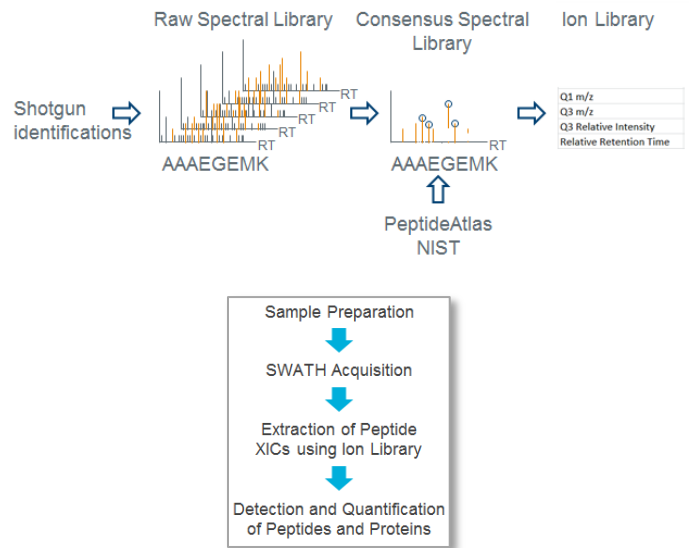 Raw Spectral Library
Consensus Spectral
Library
Ion Library
Shotgun
identifications
RT
RT
RT
RT
RT
AAAEGEMK
RT
AAAEGEMK
Q1 m/z
Q3 m/z
Q3 Relative Intensity
Relative Retention Time
PeptideAtlas
NIST
Sample Preparation
SWATH Acquisition
Extraction of Peptide
XICs using Ion Library
Detection and Quantification
of Peptides and Proteins